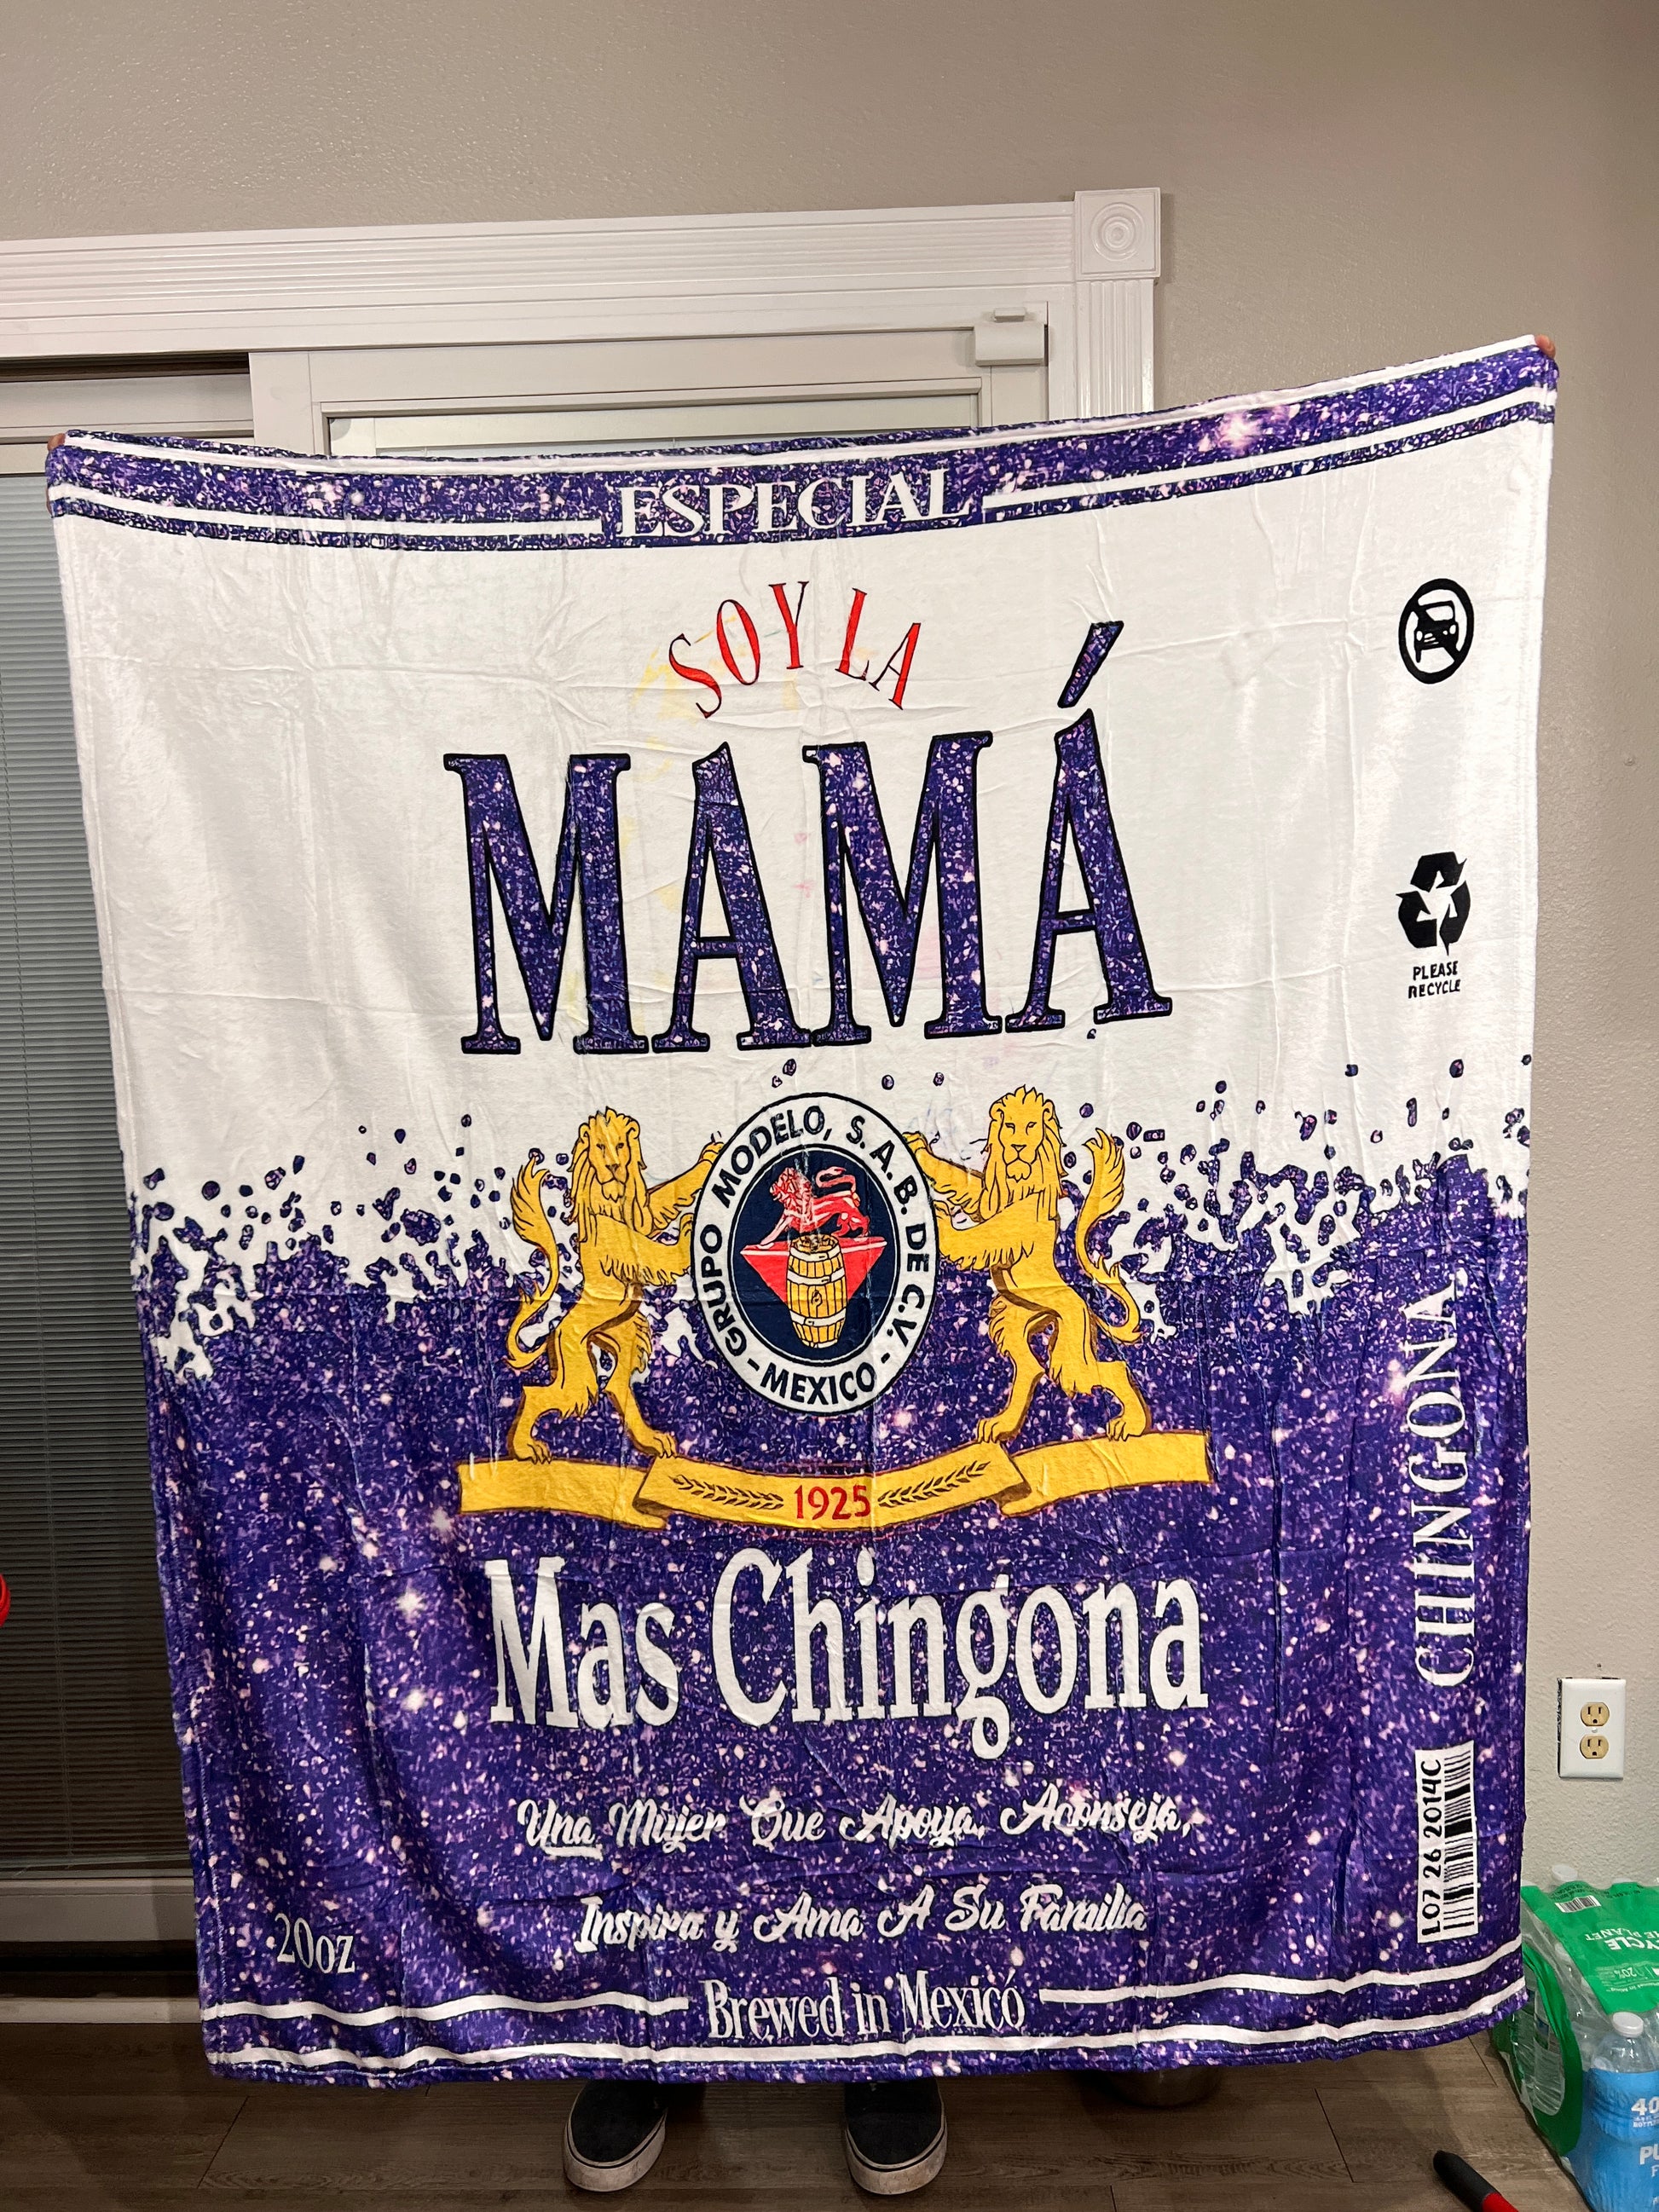 ESPECIAL
SOY LA
MAMÁ
PLEASE
RECYCLE
GRUPO MODELO, S. A. B. DE C.V.
- MEXICO -
1925
Mas Chingona
CHINGONA
Una Mujer Que Apoya, Aconseja,
Inspira y Ama A Su Familia
20oz
L07 26 2014C
Brewed in Mexicó
40